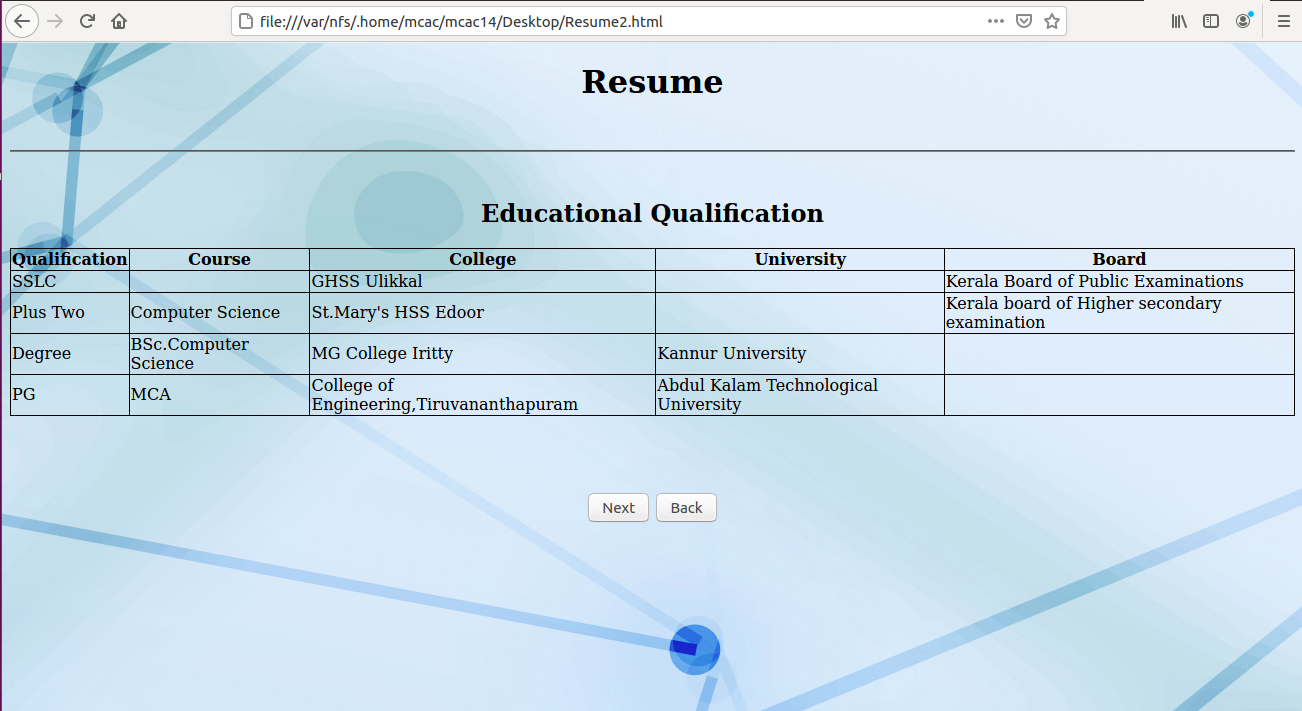 file:///var/nfs/.home/mcac/mcac14/Desktop/Resume2.html
Resume
Educational Qualification
Qualification Course College University Board
SSLC GHSS Ulikkal Kerala Board of Public Examinations
Plus Two Computer Science St.Mary's HSS Edoor Kerala board of Higher secondary
examination
Degree BSc.Computer
Science MG College Iritty Kannur University
PG MCA College of
Engineering,Tiruvananthapuram Abdul Kalam Technological
University
Next Back